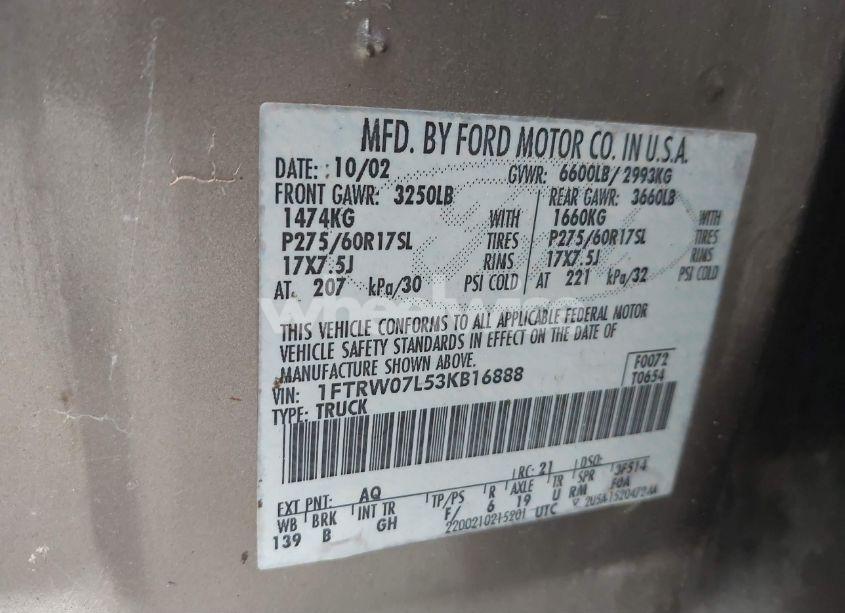 MFD. BY FORD MOTOR CO. IN U.S.A.
DATE: 10/02 GVWR: 6600LB/2993KG
FRONT GAWR: 3250LB REAR GAWR: 3660LB
1474KG WITH 1660KG WITH
P275/60R17SL TIRES P275/60R17SL TIRES
17X7.5J RIMS 17X7.5J RIMS
AT 207 kPa/30 PSI COLD AT 221 kPa/32 PSI COLD
THIS VEHICLE CONFORMS TO ALL APPLICABLE FEDERAL MOTOR
VEHICLE SAFETY STANDARDS IN EFFECT ON THE DATE OF
MANUFACTURE SHOWN ABOVE.
VIN: 1FTRW07L53KB16888 F0072
TYPE: TRUCK T0654
RC: 21 DSO: 3F514
EXT PNT: AQ
WB BRK INT TR TP/PS R AXLE TR SPR F0A
139 B GH F/ 6 19 U RM
2200210215201 UTC